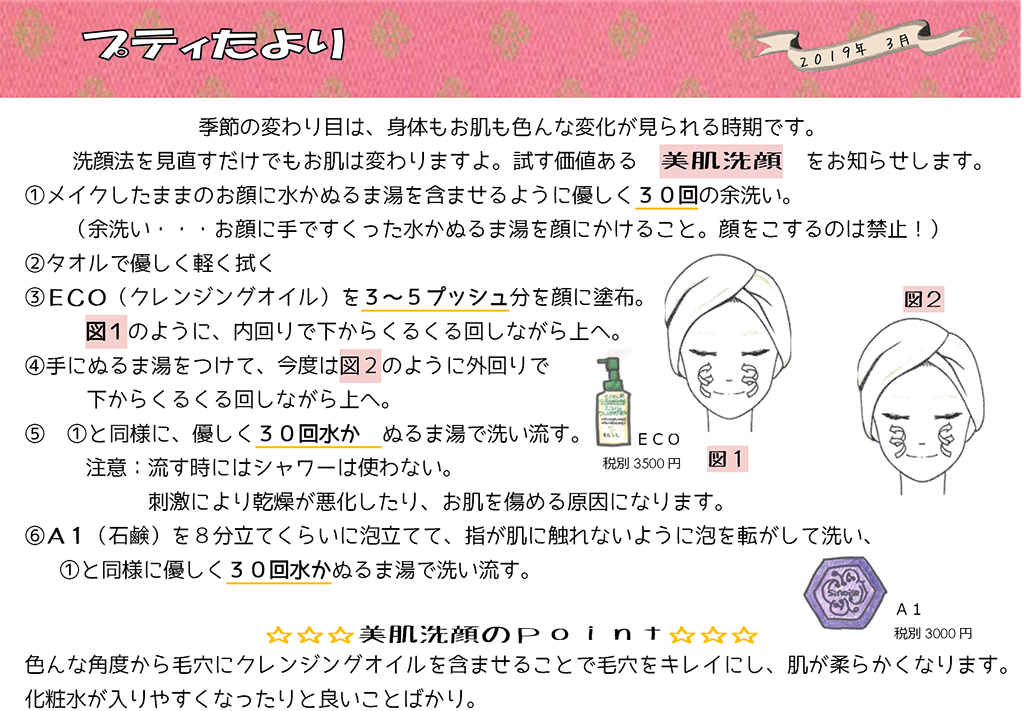 プティたより
2019年 3月
季節の変わり目は、身体もお肌も色んな変化が見られる時期です。
洗顔法を見直すだけでもお肌は変わりますよ。試す価値ある 美肌洗顔 をお知らせします。
①メイクしたままのお顔に水かぬるま湯を含ませるように優しく３０回の余洗い。
（余洗い・・・お顔に手ですくった水かぬるま湯を顔にかけること。顔をこするのは禁止！）
②タオルで優しく軽く拭く
③ＥＣＯ（クレンジングオイル）を３～５プッシュ分を顔に塗布。
図１のように、内回りで下からくるくる回しながら上へ。
④手にぬるま湯をつけて、今度は図２のように外回りで
下からくるくる回しながら上へ。
⑤ ①と同様に、優しく３０回水か ぬるま湯で洗い流す。
注意：流す時にはシャワーは使わない。
刺激により乾燥が悪化したり、お肌を傷める原因になります。
⑥Ａ１（石鹸）を８分立てくらいに泡立てて、指が肌に触れないように泡を転がして洗い、
①と同様に優しく３０回水かぬるま湯で洗い流す。
図２
ＥＣＯ
税別 3500 円
図１
Sinoise
Ａ１
税別 3000 円
☆☆☆美肌洗顔のＰｏｉｎｔ☆☆☆
色んな角度から毛穴にクレンジングオイルを含ませることで毛穴をキレイにし、肌が柔らかくなります。
化粧水が入りやすくなったりと良いことばかり。